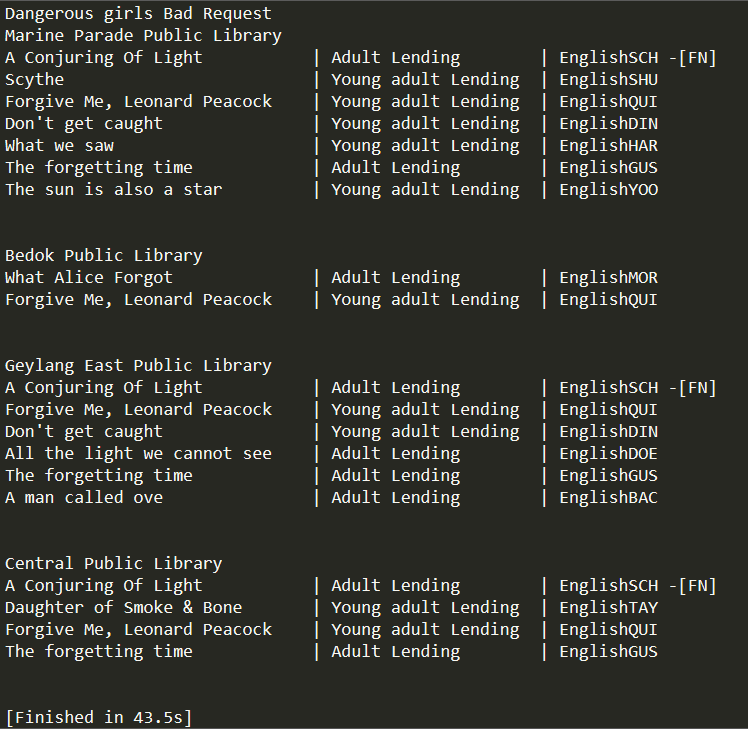 Dangerous girls Bad Request
Marine Parade Public Library
A Conjuring Of Light | Adult Lending | EnglishSCH -[FN]
Scythe | Young adult Lending | EnglishSHU
Forgive Me, Leonard Peacock | Young adult Lending | EnglishQUI
Don't get caught | Young adult Lending | EnglishDIN
What we saw | Young adult Lending | EnglishHAR
The forgetting time | Adult Lending | EnglishGUS
The sun is also a star | Young adult Lending | EnglishYOO
Bedok Public Library
What Alice Forgot | Adult Lending | EnglishMOR
Forgive Me, Leonard Peacock | Young adult Lending | EnglishQUI
Geylang East Public Library
A Conjuring Of Light | Adult Lending | EnglishSCH -[FN]
Forgive Me, Leonard Peacock | Young adult Lending | EnglishQUI
Don't get caught | Young adult Lending | EnglishDIN
All the light we cannot see | Adult Lending | EnglishDOE
The forgetting time | Adult Lending | EnglishGUS
A man called ove | Adult Lending | EnglishBAC
Central Public Library
A Conjuring Of Light | Adult Lending | EnglishSCH -[FN]
Daughter of Smoke & Bone | Young adult Lending | EnglishTAY
Forgive Me, Leonard Peacock | Young adult Lending | EnglishQUI
The forgetting time | Adult Lending | EnglishGUS
[Finished in 43.5s]